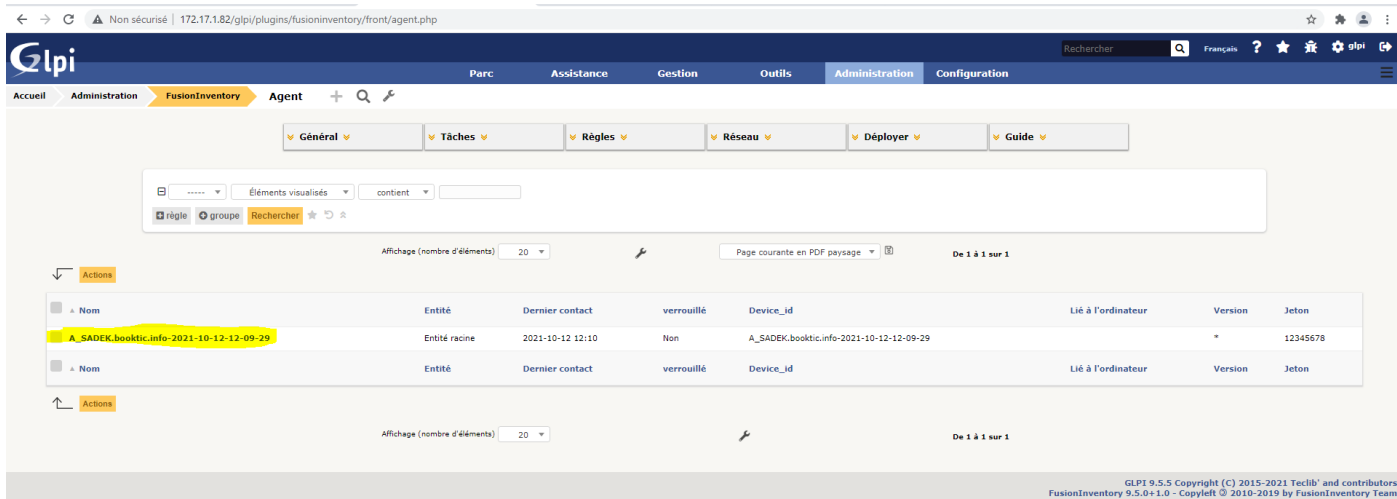 Non sécurisé | 172.17.1.82/glpi/plugins/fusioninventory/front/agent.php
Glpi
Rechercher Français ? glpi
Parc Assistance Gestion Outils Administration Configuration
Accueil Administration FusionInventory Agent
Général Tâches Règles Réseau Déployer Guide
----- Éléments visualisés contient
règle groupe Rechercher
Affichage (nombre d'éléments) 20 Page courante en PDF paysage De 1 à 1 sur 1
Actions
Nom Entité Dernier contact verrouillé Device_id Lié à l'ordinateur Version Jeton
A_SADEK.booktic.info-2021-10-12-12-09-29 Entité racine 2021-10-12 12:10 Non A_SADEK.booktic.info-2021-10-12-12-09-29 * 12345678
Nom Entité Dernier contact verrouillé Device_id Lié à l'ordinateur Version Jeton
Actions
Affichage (nombre d'éléments) 20 De 1 à 1 sur 1
GLPI 9.5.5 Copyright (C) 2015-2021 Teclib' and contributors
FusionInventory 9.5.0+1.0 - Copyleft 🄯 2010-2019 by FusionInventory Team